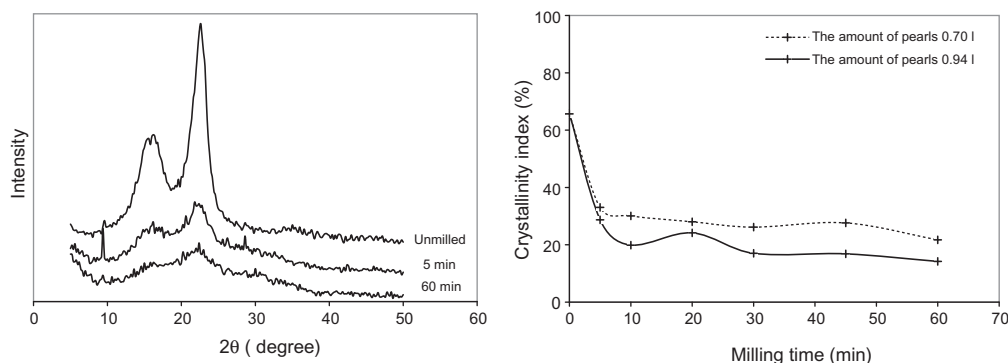 Intensity
Unmilled
5 min
60 min
0 10 20 30 40 50 60
2θ ( degree)
Crystallinity index (%)
100
80
60
40
20
0
The amount of pearls 0.70 l
The amount of pearls 0.94 l
0 10 20 30 40 50 60 70
Milling time (min)